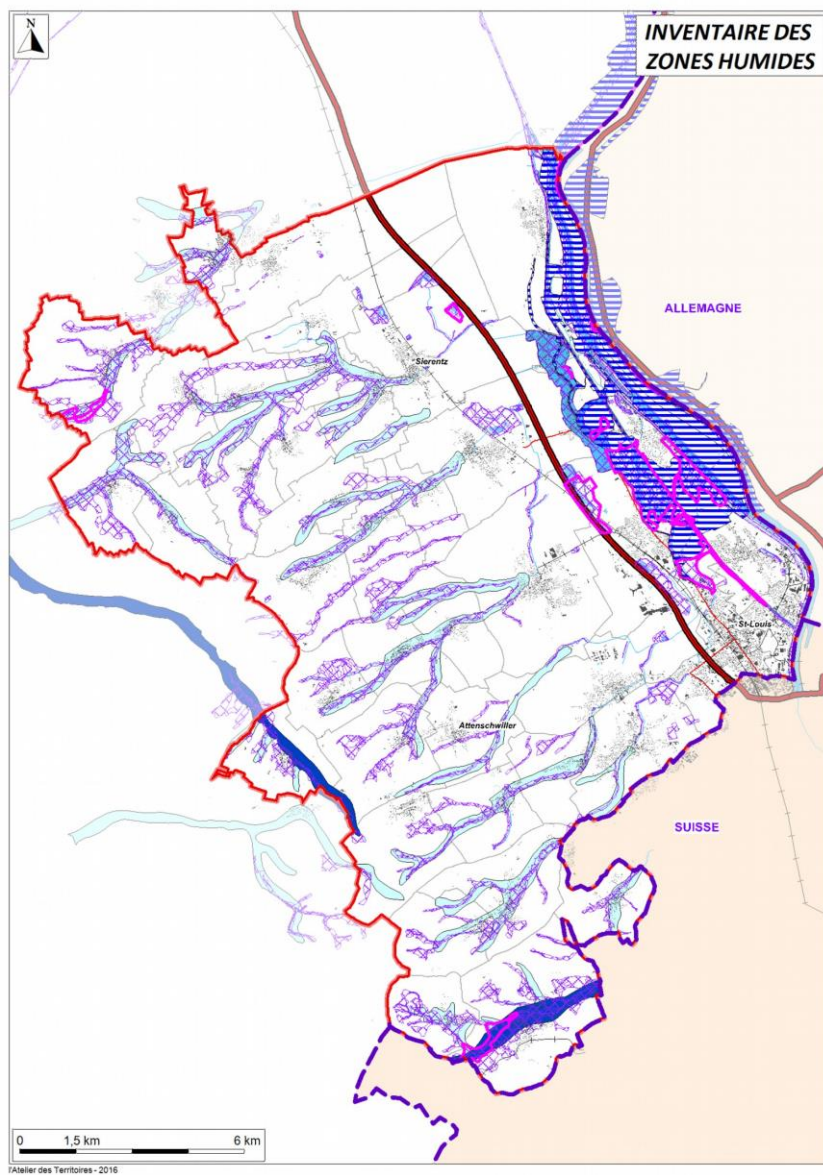 N
INVENTAIRE DES
ZONES HUMIDES
ALLEMAGNE
Sierentz
St-Louis
Attenschwiller
SUISSE
0 1,5 km 6 km
l'Atelier des Territoires - 2016